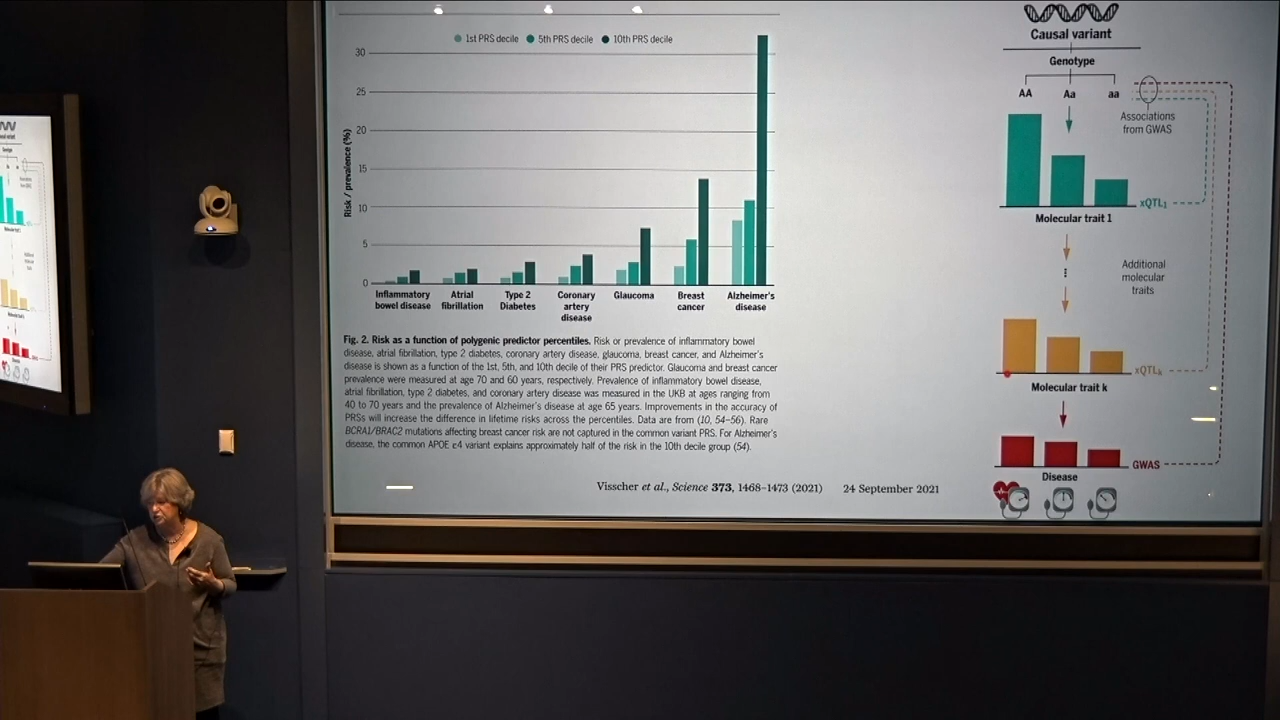 1st PRS decile 5th PRS decile 10th PRS decile
Risk / prevalence (%)
30
25
20
15
10
5
0
Inflammatory
bowel disease
Atrial
fibrillation
Type 2
Diabetes
Coronary
artery
disease
Glaucoma
Breast
cancer
Alzheimer's
disease
Fig. 2. Risk as a function of polygenic predictor percentiles. Risk or prevalence of inflammatory bowel
disease, atrial fibrillation, type 2 diabetes, coronary artery disease, glaucoma, breast cancer, and Alzheimer's
disease is shown as a function of the 1st, 5th, and 10th decile of their PRS predictor. Glaucoma and breast cancer
prevalence were measured at age 70 and 60 years, respectively. Prevalence of inflammatory bowel disease,
atrial fibrillation, type 2 diabetes, and coronary artery disease was measured in the UKB at ages ranging from
40 to 70 years and the prevalence of Alzheimer's disease at age 65 years. Improvements in the accuracy of
PRSs will increase the difference in lifetime risks across the percentiles. Data are from (10, 54–56). Rare
BCRA1/BRAC2 mutations affecting breast cancer risk are not captured in the common variant PRS. For Alzheimer's
disease, the common APOE ε4 variant explains approximately half of the risk in the 10th decile group (54).
Visscher et al., Science 373, 1468–1473 (2021) 24 September 2021
Causal variant
Genotype
AA Aa aa
Associations
from GWAS
xQTL1
Molecular trait 1
Additional
molecular
traits
xQTLk
Molecular trait k
GWAS
Disease